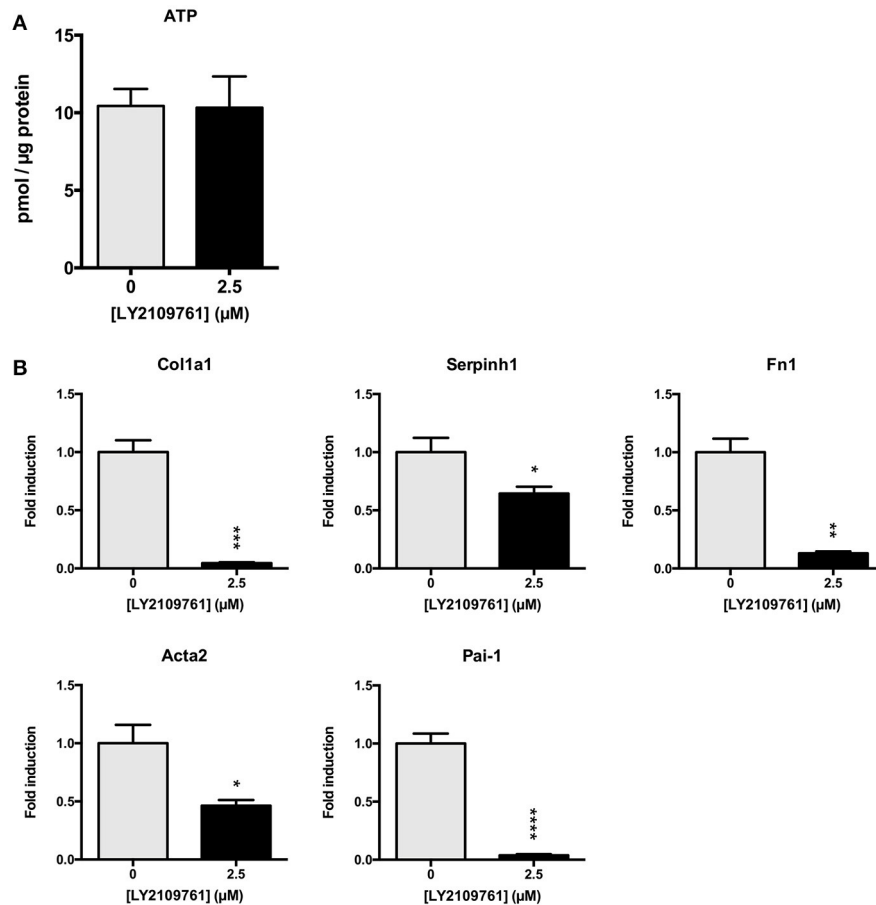 A
ATP
15
10
5
0
pmol / µg protein
0 2.5
[LY2109761] (µM)
B
Col1a1
1.5
1.0
0.5
0.0
Fold induction
***
0 2.5
[LY2109761] (µM)
Serpinh1
1.5
1.0
0.5
0.0
Fold induction
*
0 2.5
[LY2109761] (µM)
Fn1
1.5
1.0
0.5
0.0
Fold induction
**
0 2.5
[LY2109761] (µM)
Acta2
1.5
1.0
0.5
0.0
Fold induction
*
0 2.5
[LY2109761] (µM)
Pai-1
1.5
1.0
0.5
0.0
Fold induction
****
0 2.5
[LY2109761] (µM)